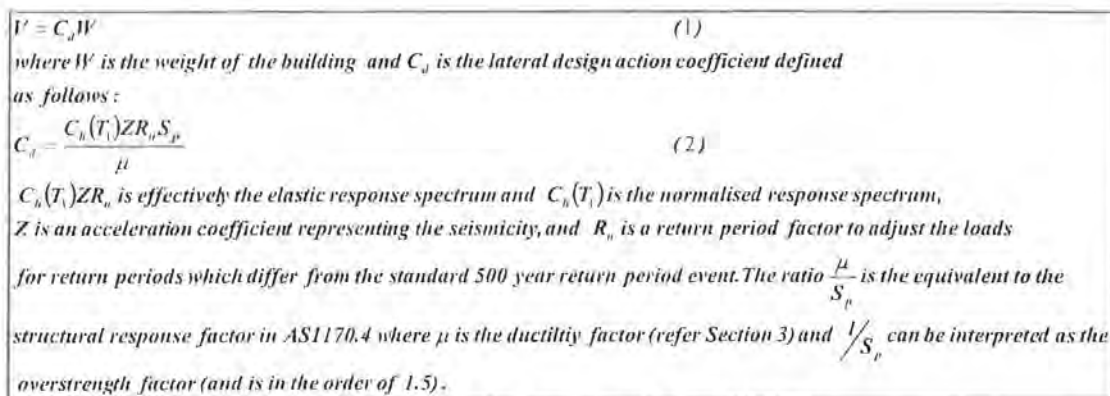 V = C_d W (1)
where W is the weight of the building and C_d is the lateral design action coefficient defined
as follows :
C_d = C_h(T_1)ZR_uS_p / μ (2)
C_h(T_1)ZR_u is effectively the elastic response spectrum and C_h(T_1) is the normalised response spectrum,
Z is an acceleration coefficient representing the seismicity, and R_u is a return period factor to adjust the loads
for return periods which differ from the standard 500 year return period event. The ratio μ/S_p is the equivalent to the
structural response factor in AS1170.4 where μ is the ductiltiy factor (refer Section 3) and 1/S_p can be interpreted as the
overstrength factor (and is in the order of 1.5).